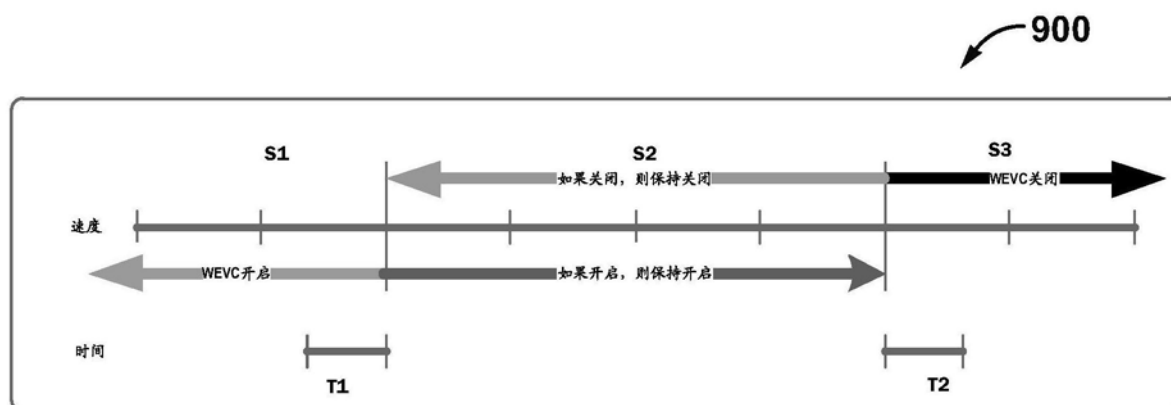 900
S1
S2
S3
如果关闭，则保持关闭
WEVC关闭
速度
WEVC开启
如果开启，则保持开启
时间
T1
T2